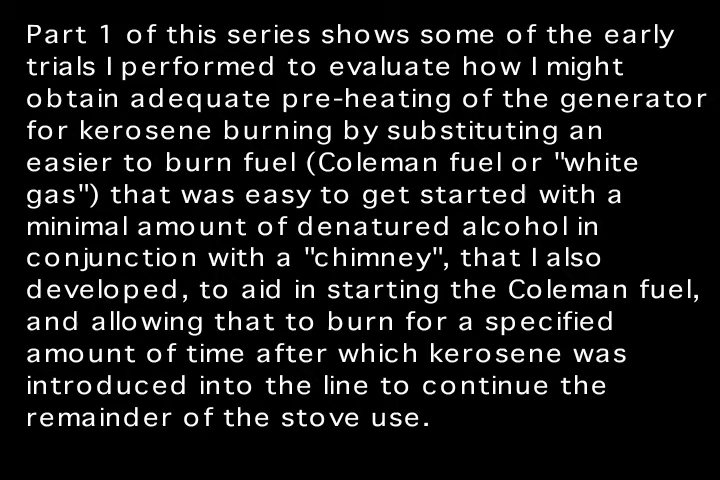 Part 1 of this series shows some of the early
trials I performed to evaluate how I might
obtain adequate pre-heating of the generator
for kerosene burning by substituting an
easier to burn fuel (Coleman fuel or "white
gas") that was easy to get started with a
minimal amount of denatured alcohol in
conjunction with a "chimney", that I also
developed, to aid in starting the Coleman fuel,
and allowing that to burn for a specified
amount of time after which kerosene was
introduced into the line to continue the
remainder of the stove use.